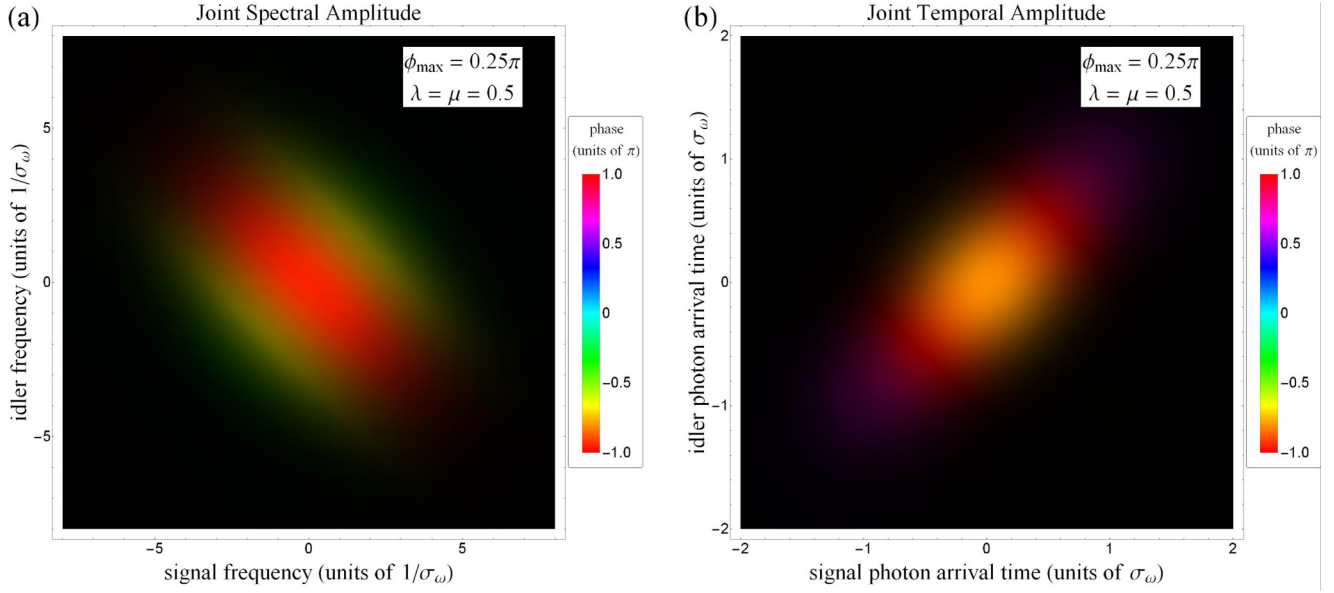 (a)
Joint Spectral Amplitude
ϕmax = 0.25π
λ = μ = 0.5
idler frequency (units of 1/σω)
5
0
−5
−5
0
5
signal frequency (units of 1/σω)
phase
(units of π)
1.0
0.5
0
−0.5
−1.0
(b)
Joint Temporal Amplitude
ϕmax = 0.25π
λ = μ = 0.5
idler photon arrival time (units of σω)
2
1
0
−1
−2
−2
−1
0
1
2
signal photon arrival time (units of σω)
phase
(units of π)
1.0
0.5
0
−0.5
−1.0